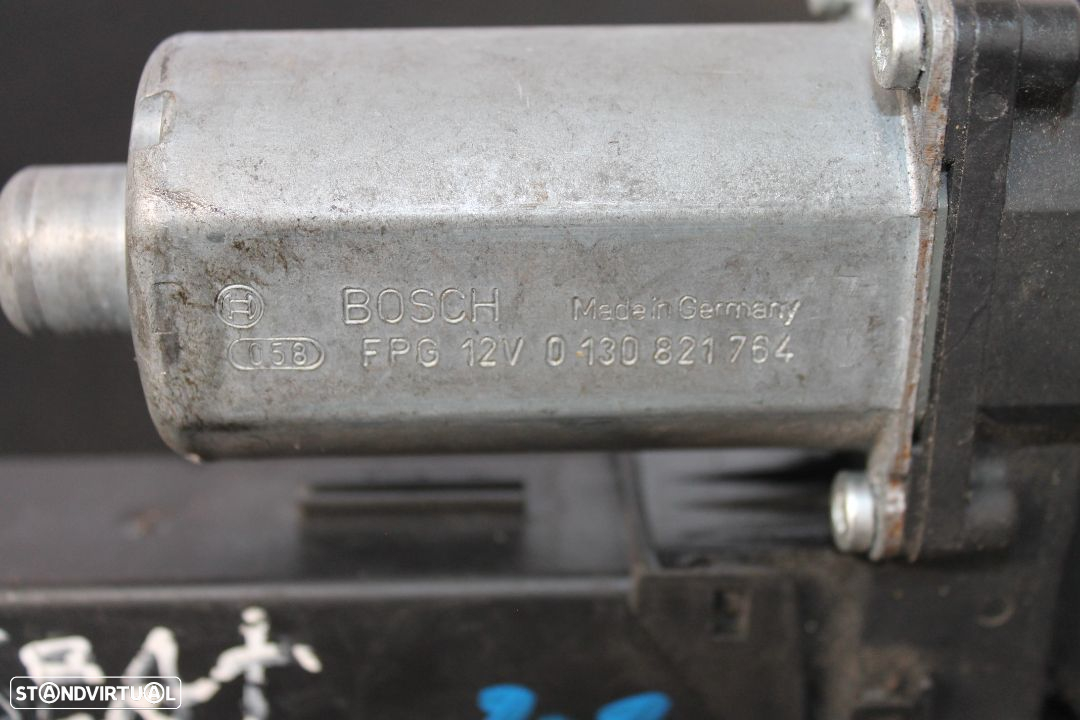 BOSCH Made in Germany
058 FPG 12V 0 130 821 764
STANDVIRTUAL